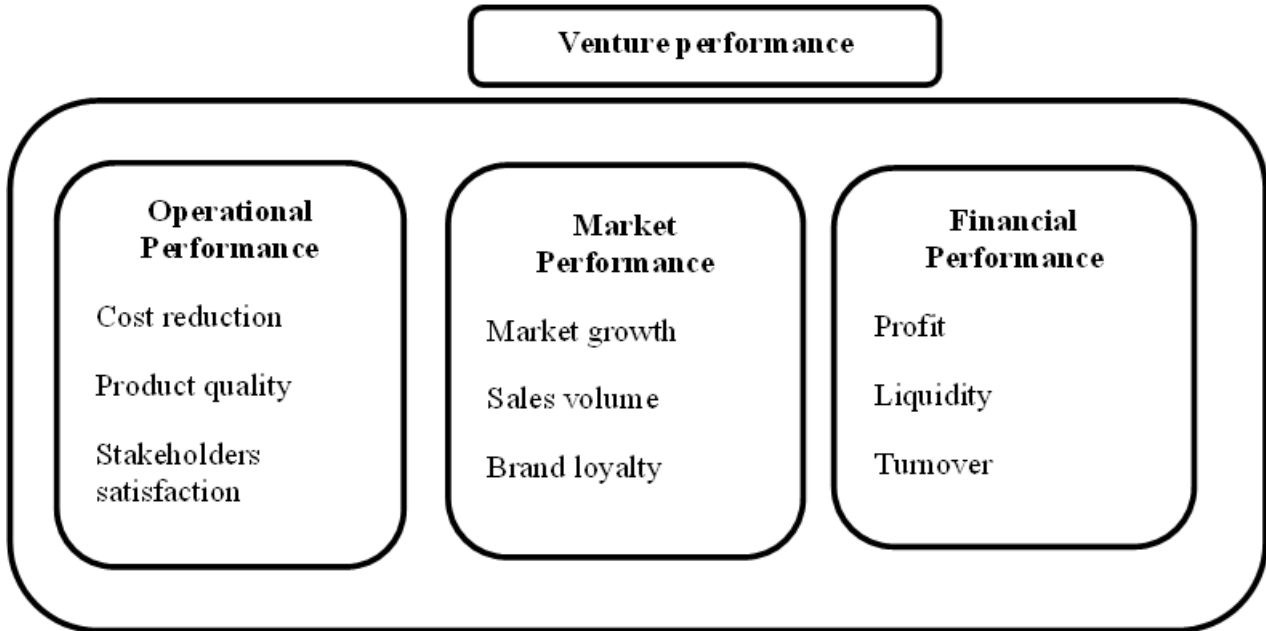 Venture performance
Operational
Performance
Cost reduction
Product quality
Stakeholders
satisfaction
Market
Performance
Market growth
Sales volume
Brand loyalty
Financial
Performance
Profit
Liquidity
Turnover